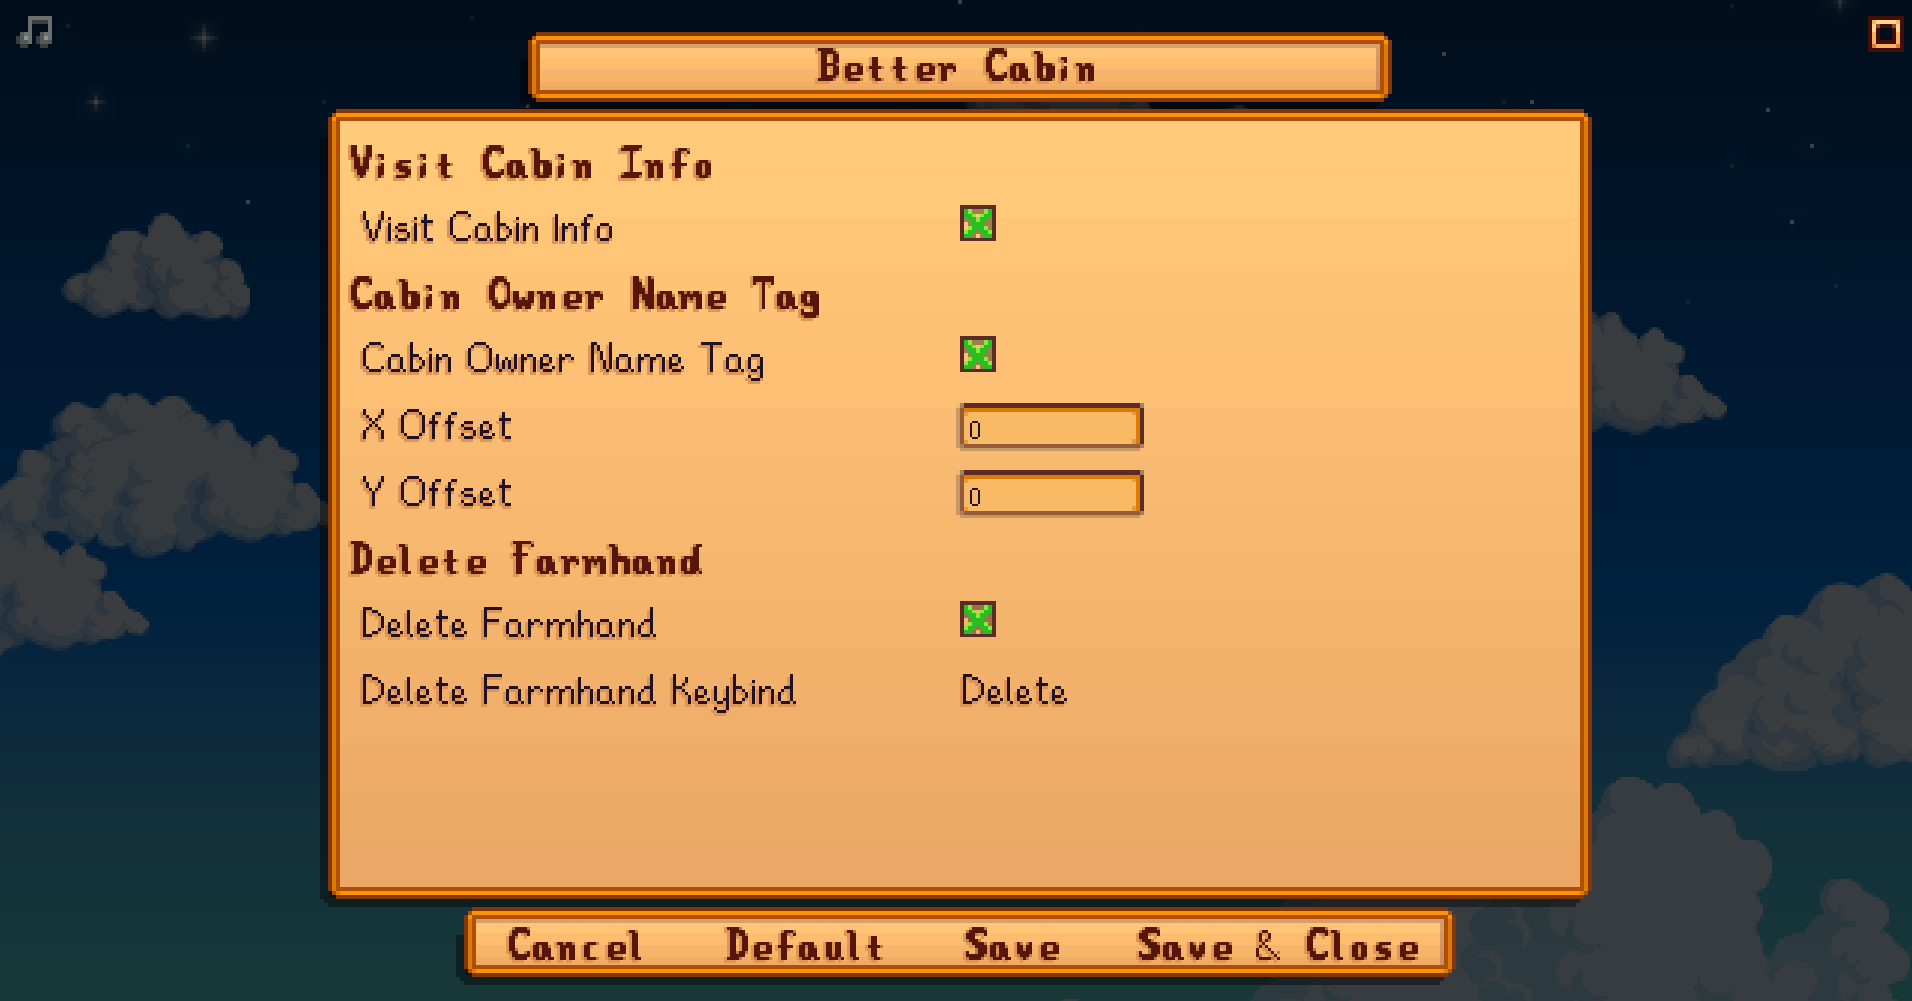 Better Cabin
Visit Cabin Info
Visit Cabin Info
Cabin Owner Name Tag
Cabin Owner Name Tag
X Offset 0
Y Offset 0
Delete Farmhand
Delete Farmhand
Delete Farmhand Keybind Delete
Cancel Default Save Save & Close